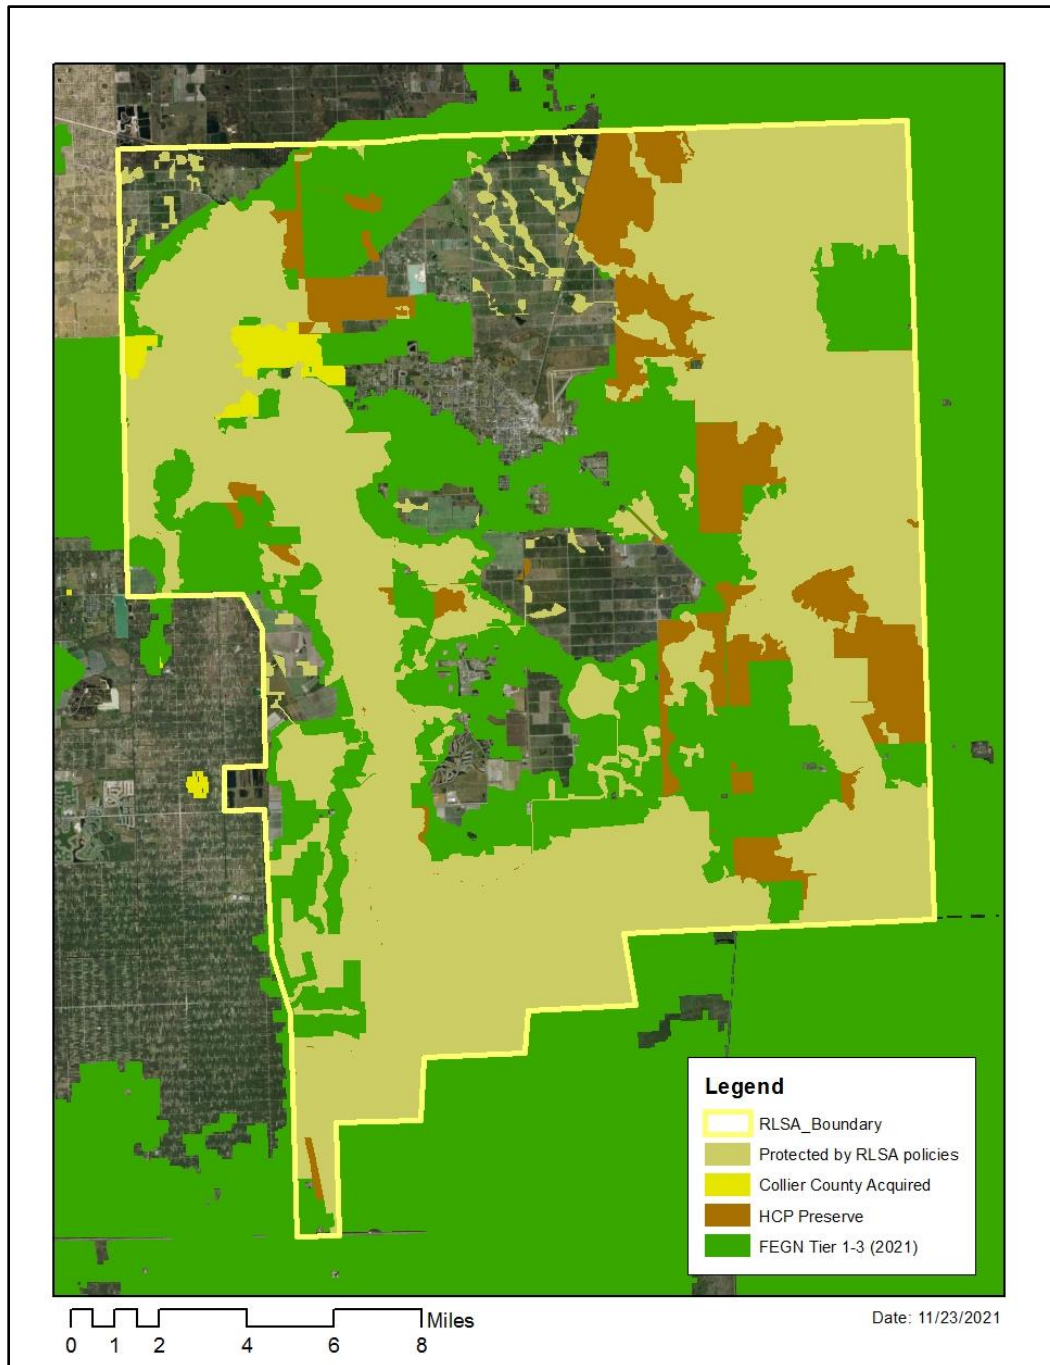 Legend
RLSA_Boundary
Protected by RLSA policies
Collier County Acquired
HCP Preserve
FEGN Tier 1-3 (2021)
Miles
0 1 2 4 6 8
Date: 11/23/2021